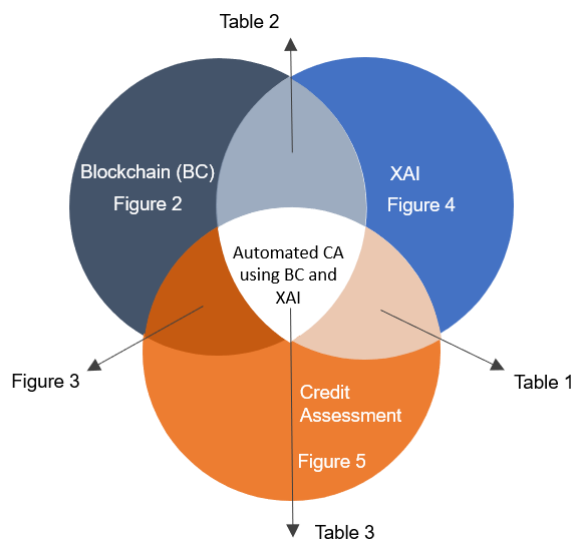 Table 2
Blockchain (BC)
Figure 2
XAI
Figure 4
Automated CA
using BC and
XAI
Figure 3
Table 1
Credit
Assessment
Figure 5
Table 3